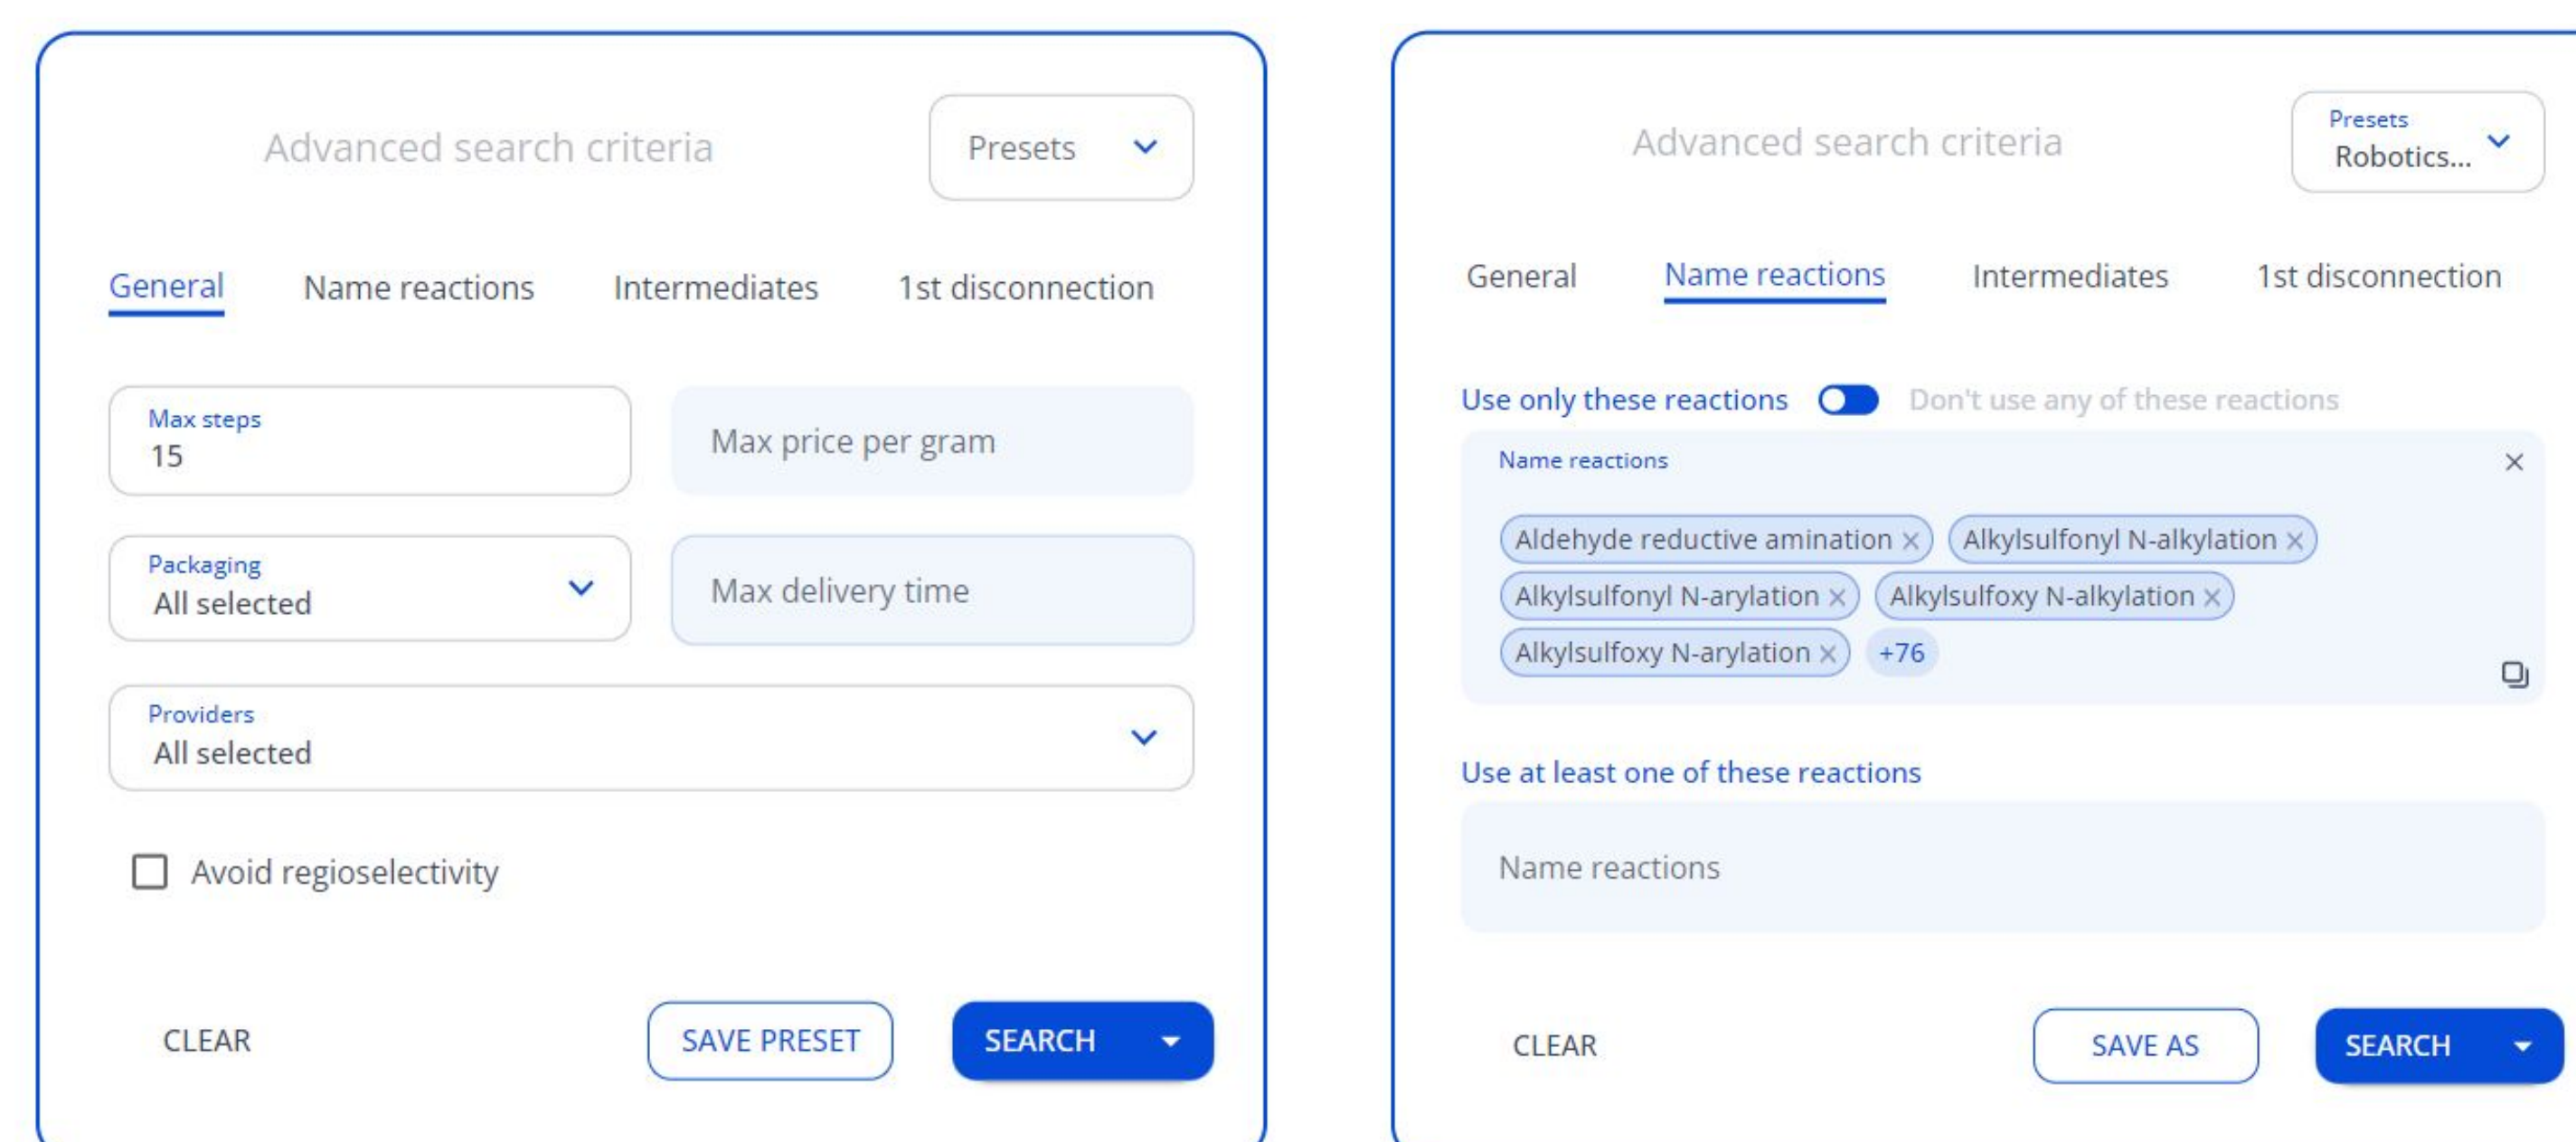 Advanced search criteria
Presets
General Name reactions Intermediates 1st disconnection
Max steps
15
Max price per gram
Packaging
All selected
Max delivery time
Providers
All selected
Avoid regioselectivity
CLEAR SAVE PRESET SEARCH
Advanced search criteria
Presets
Robotics...
General Name reactions Intermediates 1st disconnection
Use only these reactions Don't use any of these reactions
Name reactions
Aldehyde reductive amination Alkylsulfonyl N-alkylation
Alkylsulfonyl N-arylation Alkylsulfoxy N-alkylation
Alkylsulfoxy N-arylation +76
Use at least one of these reactions
Name reactions
CLEAR SAVE AS SEARCH